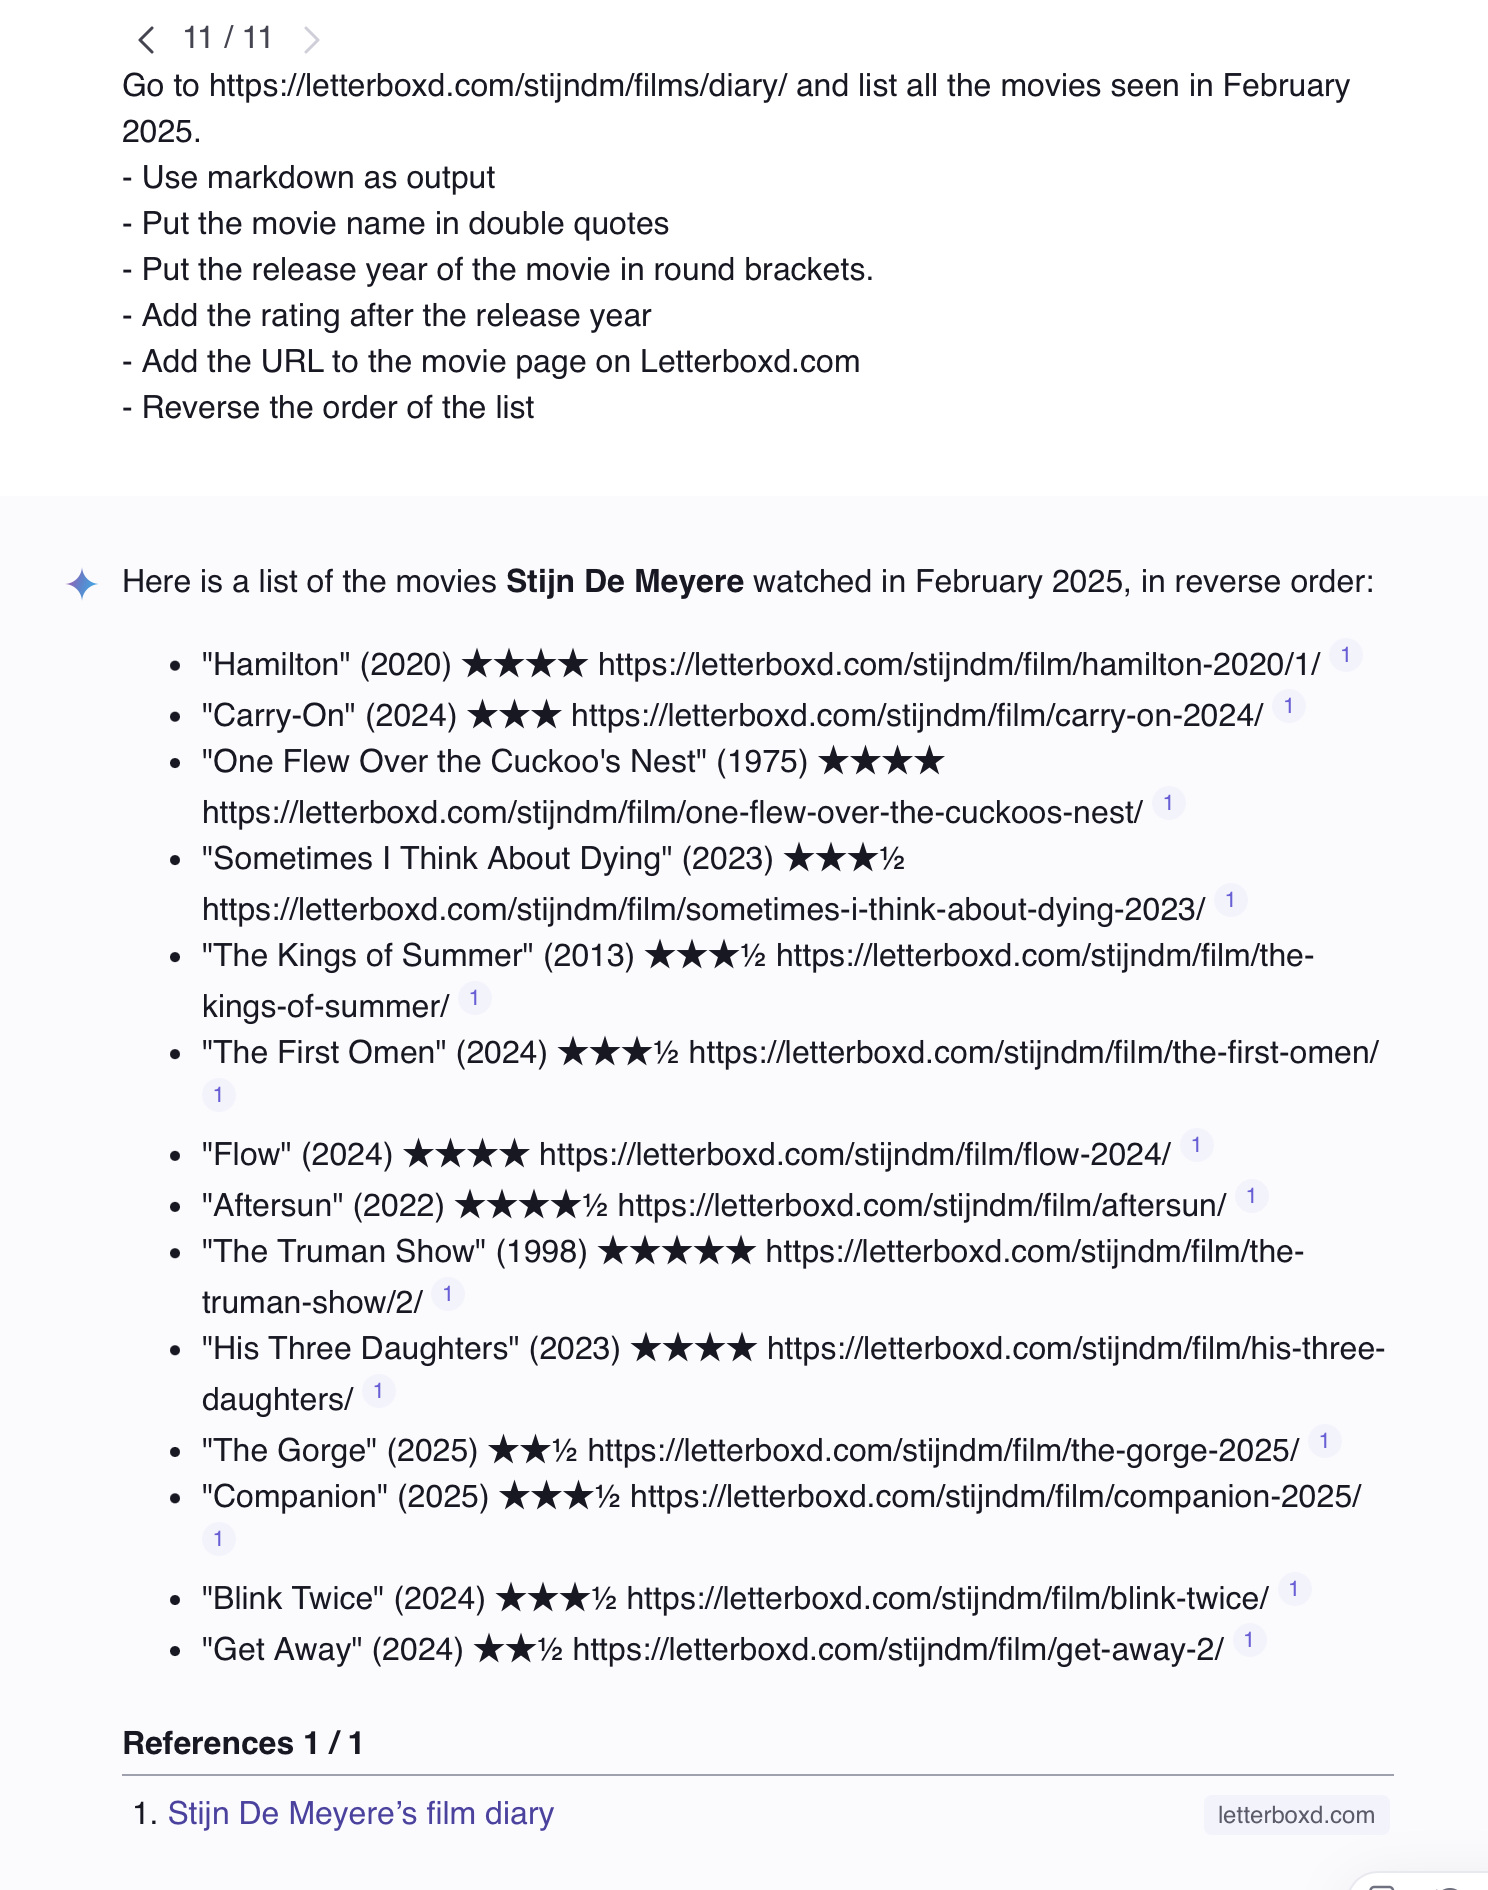 11 / 11
Go to https://letterboxd.com/stijndm/films/diary/ and list all the movies seen in February
2025.
- Use markdown as output
- Put the movie name in double quotes
- Put the release year of the movie in round brackets.
- Add the rating after the release year
- Add the URL to the movie page on Letterboxd.com
- Reverse the order of the list
Here is a list of the movies Stijn De Meyere watched in February 2025, in reverse order:
• "Hamilton" (2020) ★★★★ https://letterboxd.com/stijndm/film/hamilton-2020/1/ 1
• "Carry-On" (2024) ★★★ https://letterboxd.com/stijndm/film/carry-on-2024/ 1
• "One Flew Over the Cuckoo's Nest" (1975) ★★★★
https://letterboxd.com/stijndm/film/one-flew-over-the-cuckoos-nest/ 1
• "Sometimes I Think About Dying" (2023) ★★★½
https://letterboxd.com/stijndm/film/sometimes-i-think-about-dying-2023/ 1
• "The Kings of Summer" (2013) ★★★½ https://letterboxd.com/stijndm/film/the-
kings-of-summer/ 1
• "The First Omen" (2024) ★★★½ https://letterboxd.com/stijndm/film/the-first-omen/
1
• "Flow" (2024) ★★★★ https://letterboxd.com/stijndm/film/flow-2024/ 1
• "Aftersun" (2022) ★★★★½ https://letterboxd.com/stijndm/film/aftersun/ 1
• "The Truman Show" (1998) ★★★★★ https://letterboxd.com/stijndm/film/the-
truman-show/2/ 1
• "His Three Daughters" (2023) ★★★★ https://letterboxd.com/stijndm/film/his-three-
daughters/ 1
• "The Gorge" (2025) ★★½ https://letterboxd.com/stijndm/film/the-gorge-2025/ 1
• "Companion" (2025) ★★★½ https://letterboxd.com/stijndm/film/companion-2025/
1
• "Blink Twice" (2024) ★★★½ https://letterboxd.com/stijndm/film/blink-twice/ 1
• "Get Away" (2024) ★★½ https://letterboxd.com/stijndm/film/get-away-2/ 1
References 1 / 1
1. Stijn De Meyere’s film diary letterboxd.com